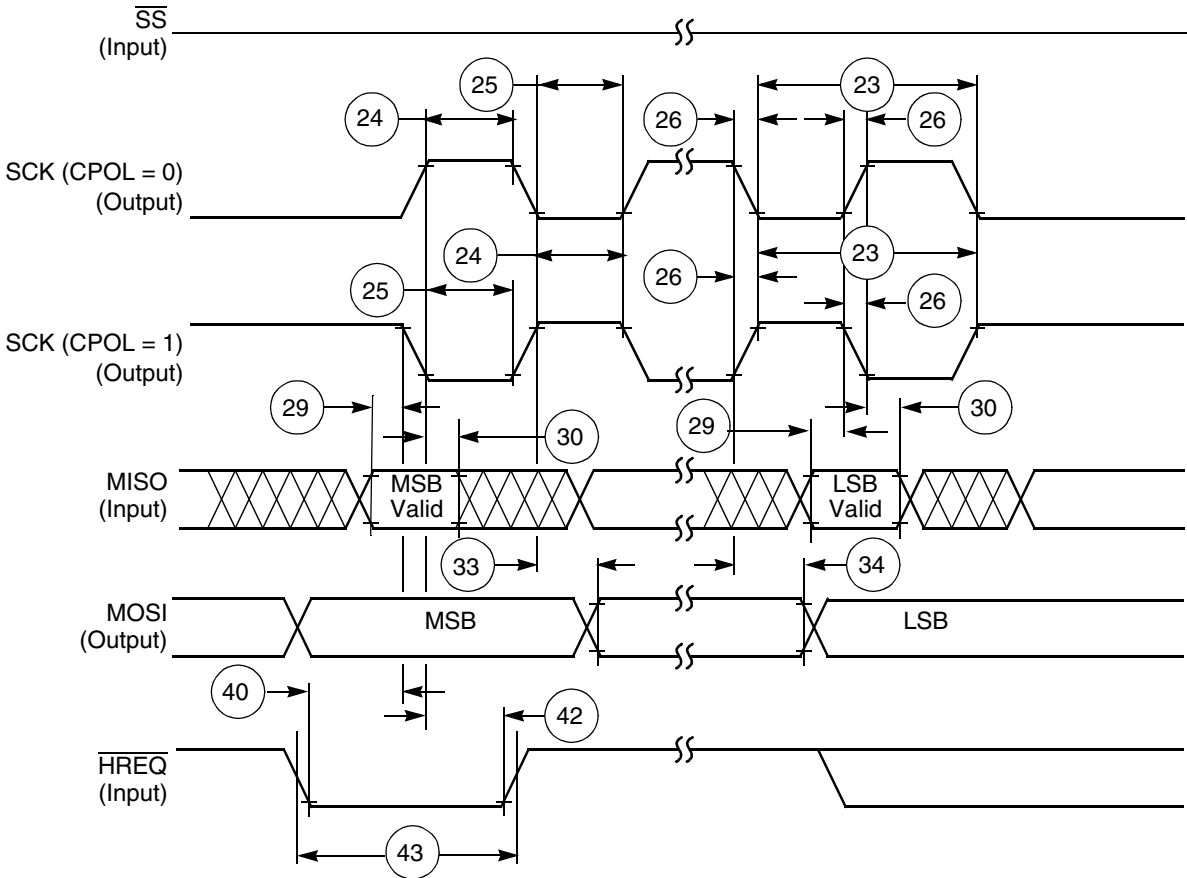 SS
(Input)
25
23
24
26
26
SCK (CPOL = 0)
(Output)
24
23
25
26
26
SCK (CPOL = 1)
(Output)
29
30
29
30
MISO
(Input)
MSB
Valid
LSB
Valid
33
34
MOSI
(Output)
MSB
LSB
40
42
HREQ
(Input)
43